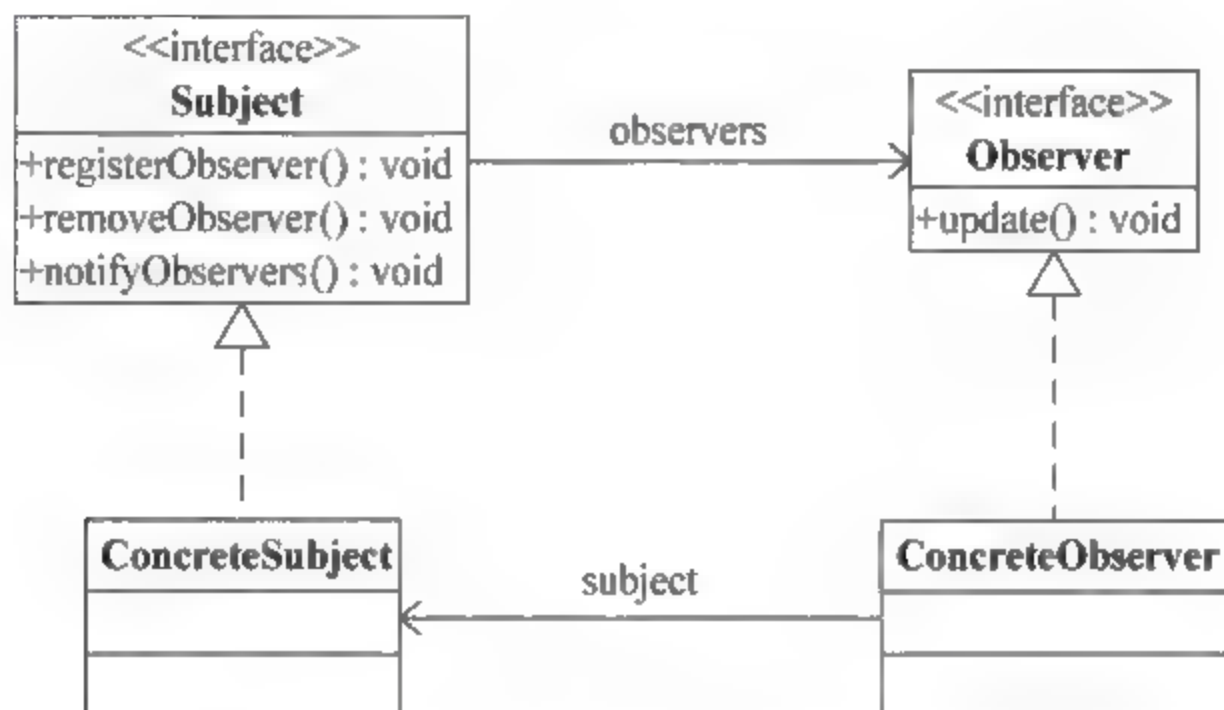 <<interface>>
Subject
+registerObserver() : void
+removeObserver() : void
+notifyObservers() : void
observers
<<interface>>
Observer
+update() : void
ConcreteSubject
subject
ConcreteObserver